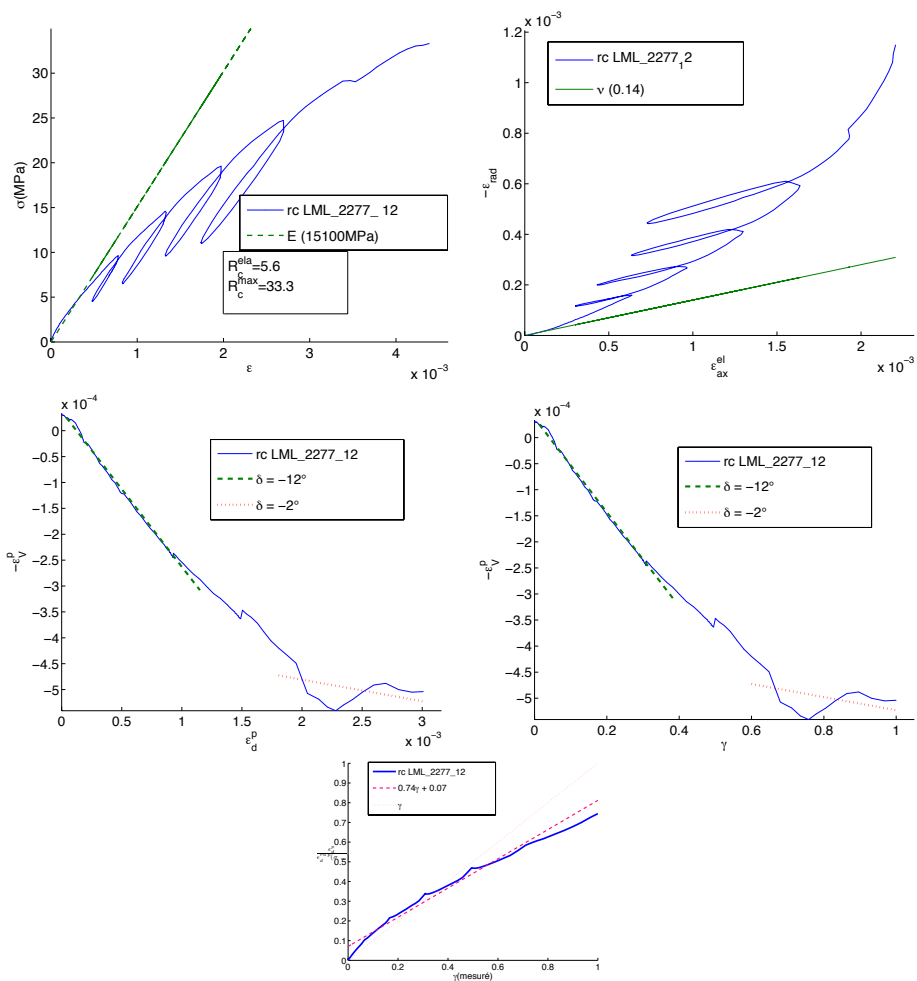 σ(MPa)
30
25
20
15
10
5
0
rc LML_2277_ 12
E (15100MPa)
R_c^ela=5.6
R_c^max=33.3
0 1 2 3 4
x 10^−3
ε
x 10^−3
−ε_rad
1.2
1
0.8
0.6
0.4
0.2
0
rc LML_2277_12
ν (0.14)
0 0.5 1 1.5 2
x 10^−3
ε_ax^el
x 10^−4
−ε_V^p
0
−0.5
−1
−1.5
−2
−2.5
−3
−3.5
−4
−4.5
−5
rc LML_2277_12
δ = −12°
δ = −2°
0 0.5 1 1.5 2 2.5 3
x 10^−3
ε_d^p
x 10^−4
−ε_V^p
0
−0.5
−1
−1.5
−2
−2.5
−3
−3.5
−4
−4.5
−5
rc LML_2277_12
δ = −12°
δ = −2°
0 0.2 0.4 0.6 0.8 1
γ
1
0.9
0.8
0.7
0.6
0.5
0.4
0.3
0.2
0.1
0
rc LML_2277_12
0.74γ + 0.07
γ
0 0.2 0.4 0.6 0.8 1
γ(mesuré)